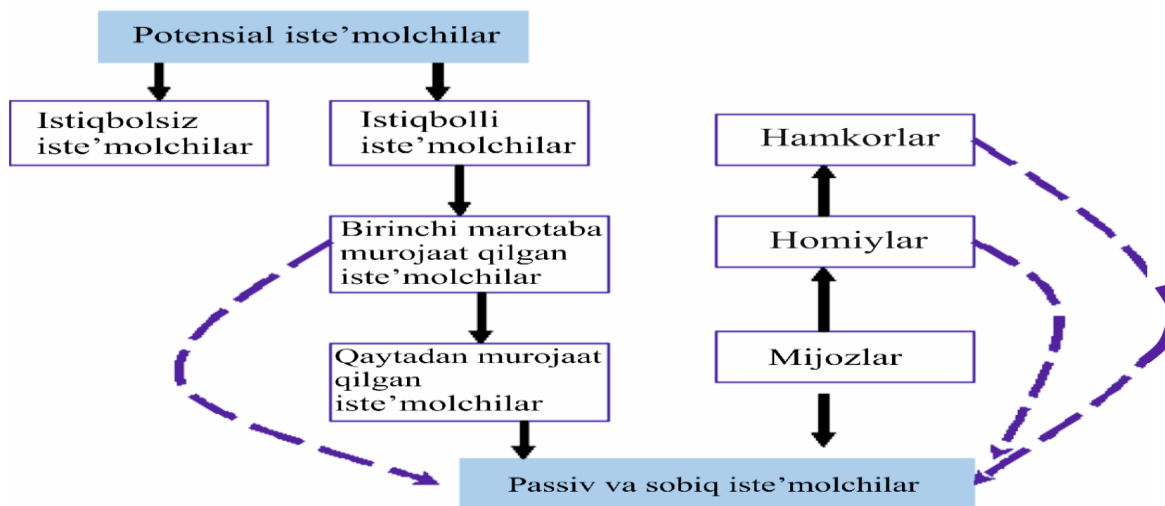 Potensial iste’molchilar
Istiqbolsiz
iste’molchilar
Istiqbolli
iste’molchilar
Birinchi marotaba
murojaat qilgan
iste’molchilar
Qaytadan murojaat
qilgan
iste’molchilar
Hamkorlar
Homiylar
Mijozlar
Passiv va sobiq iste’molchilar